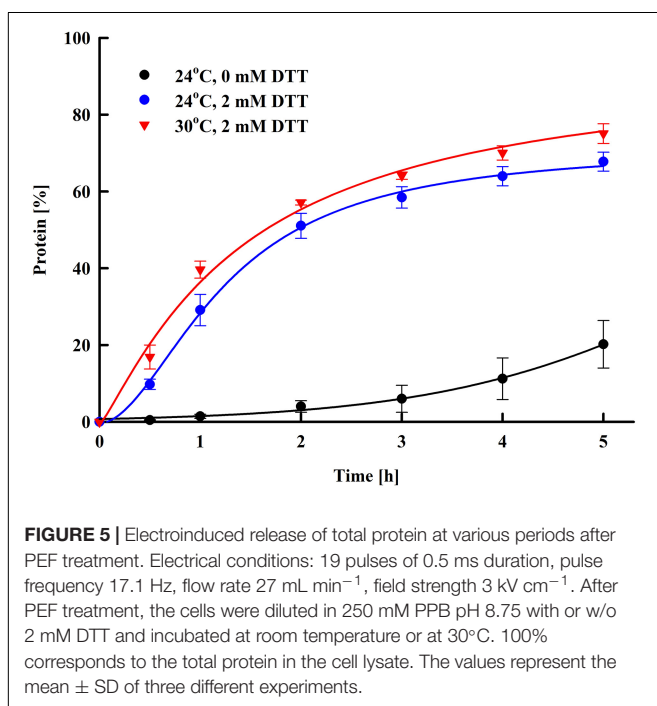 100
80
60
40
20
0
Protein [%]
24°C, 0 mM DTT
24°C, 2 mM DTT
30°C, 2 mM DTT
0 1 2 3 4 5
Time [h]
FIGURE 5 | Electroinduced release of total protein at various periods after
PEF treatment. Electrical conditions: 19 pulses of 0.5 ms duration, pulse
frequency 17.1 Hz, flow rate 27 mL min⁻¹, field strength 3 kV cm⁻¹. After
PEF treatment, the cells were diluted in 250 mM PPB pH 8.75 with or w/o
2 mM DTT and incubated at room temperature or at 30°C. 100%
corresponds to the total protein in the cell lysate. The values represent the
mean ± SD of three different experiments.